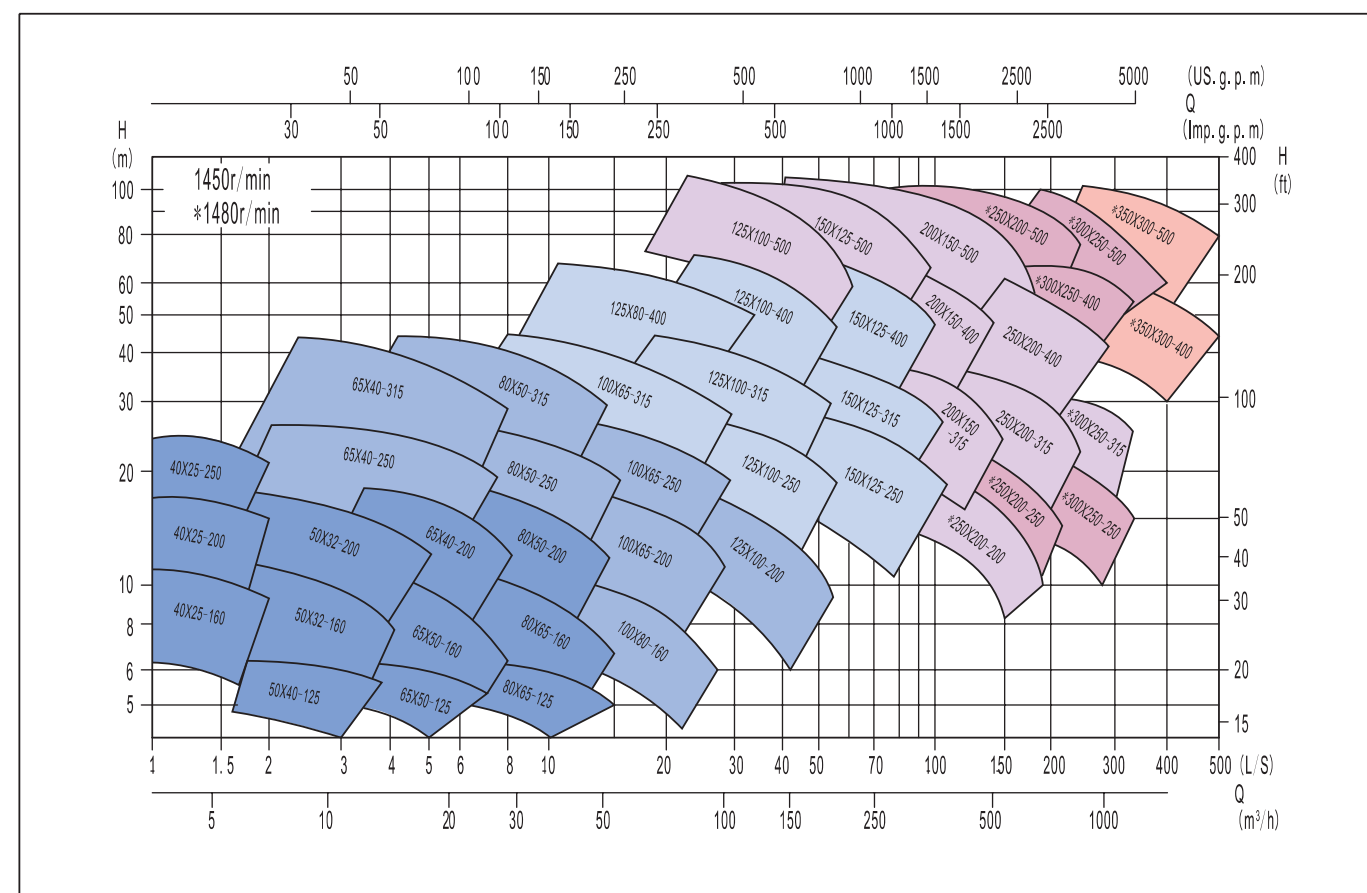 50 100 150 250 500 1000 1500 2500 5000 (US. g. p. m)
Q
30 50 100 150 250 500 1000 1500 2500 (Imp. g. p. m)
H
(m)
400 H
(ft)
1450r/min
*1480r/min
100
80
60
50
40
30
20
10
8
6
5
300
200
100
50
40
30
20
15
125X100-500
150X125-500
200X150-500
*250X200-500
*300X250-500
*350X300-500
125X80-400
125X100-400
150X125-400
200X150-400
250X200-400
*300X250-400
*350X300-400
65X40-315
80X50-315
100X65-315
125X100-315
150X125-315
200X150
-315
250X200-315
*300X250-315
40X25-250
65X40-250
80X50-250
100X65-250
125X100-250
150X125-250
*250X200-250
*300X250-250
40X25-200
50X32-200
65X40-200
80X50-200
100X65-200
125X100-200
*250X200-200
40X25-160
50X32-160
65X50-160
80X65-160
100X80-160
50X40-125
65X50-125
80X65-125
1 1.5 2 3 4 5 6 8 10 20 30 40 50 70 100 150 200 300 400 500 (L/S)
Q
5 10 20 30 50 100 150 250 500 1000 (m³/h)